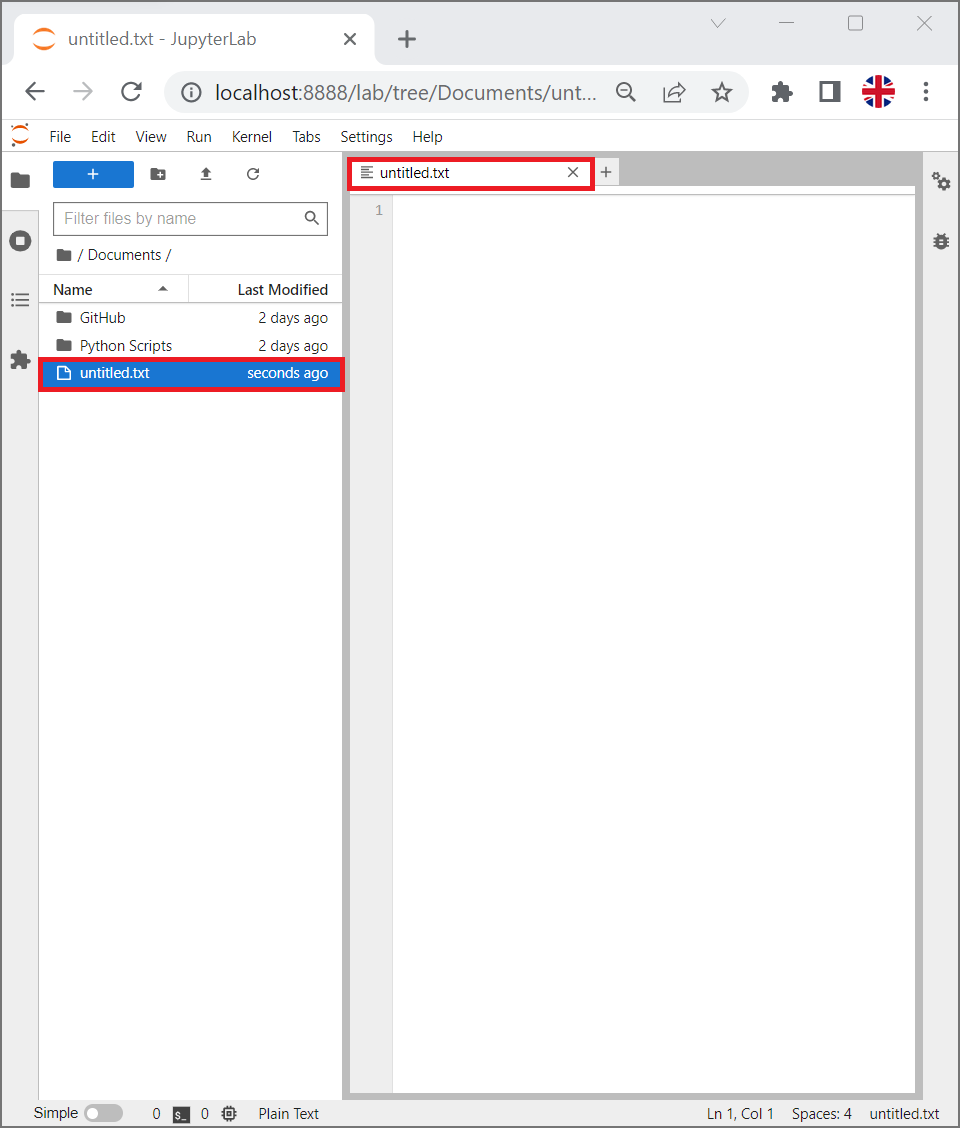 untitled.txt - JupyterLab
localhost:8888/lab/tree/Documents/unt...
File Edit View Run Kernel Tabs Settings Help
untitled.txt
Filter files by name
1
/ Documents /
Name Last Modified
GitHub 2 days ago
Python Scripts 2 days ago
untitled.txt seconds ago
Simple 0 $_ 0 Plain Text Ln 1, Col 1 Spaces: 4 untitled.txt